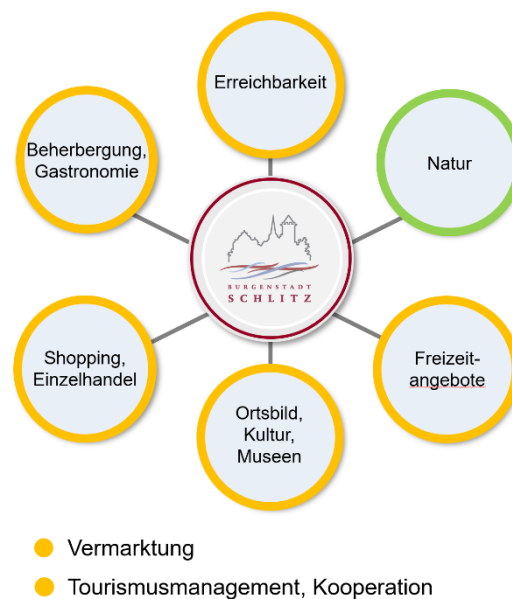 Erreichbarkeit
Beherbergung,
Gastronomie
Natur
BURGENSTADT
SCHLITZ
Shopping,
Einzelhandel
Freizeit-
angebote
Ortsbild,
Kultur,
Museen
Vermarktung
Tourismusmanagement, Kooperation